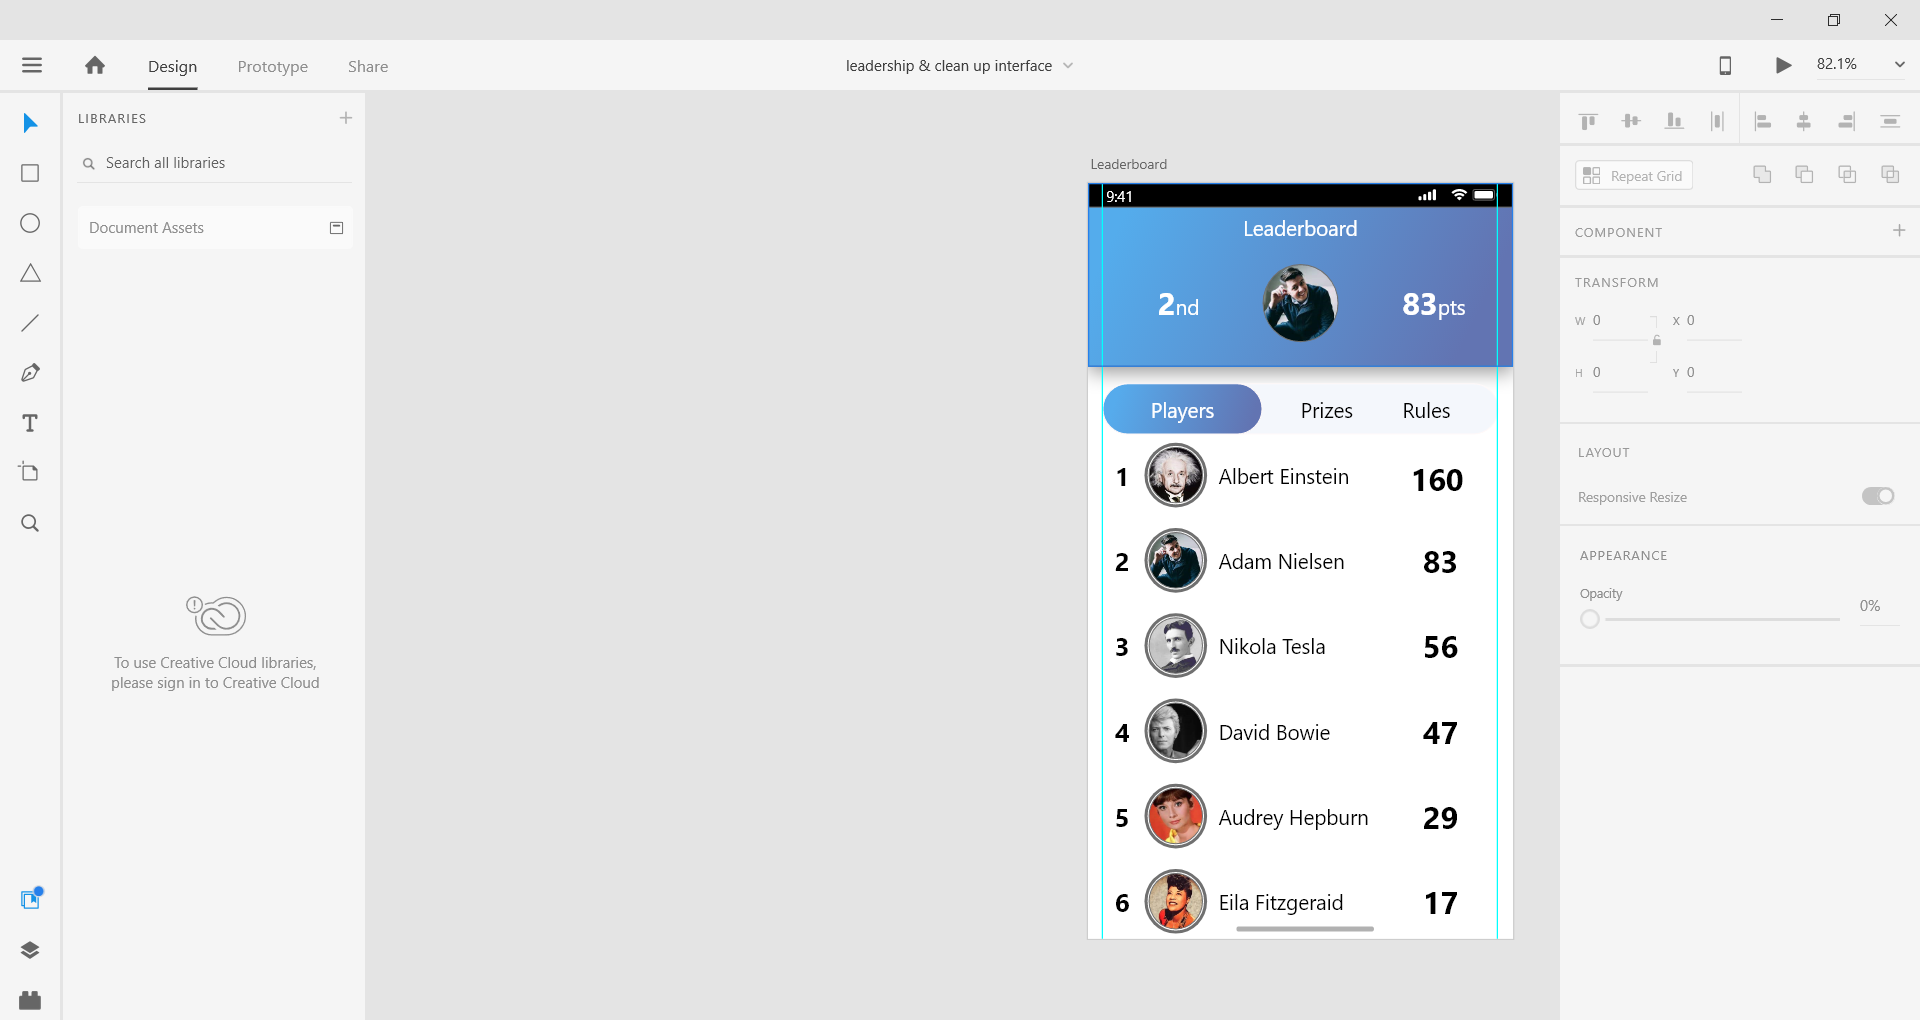 Design
Prototype
Share
leadership & clean up interface
82.1%
LIBRARIES
Search all libraries
Document Assets
To use Creative Cloud libraries,
please sign in to Creative Cloud
Leaderboard
9:41
Leaderboard
2nd
83pts
Players
Prizes
Rules
1 Albert Einstein 160
2 Adam Nielsen 83
3 Nikola Tesla 56
4 David Bowie 47
5 Audrey Hepburn 29
6 Eila Fitzgeraid 17
Repeat Grid
COMPONENT
TRANSFORM
W 0 X 0
H 0 Y 0
LAYOUT
Responsive Resize
APPEARANCE
Opacity
0%